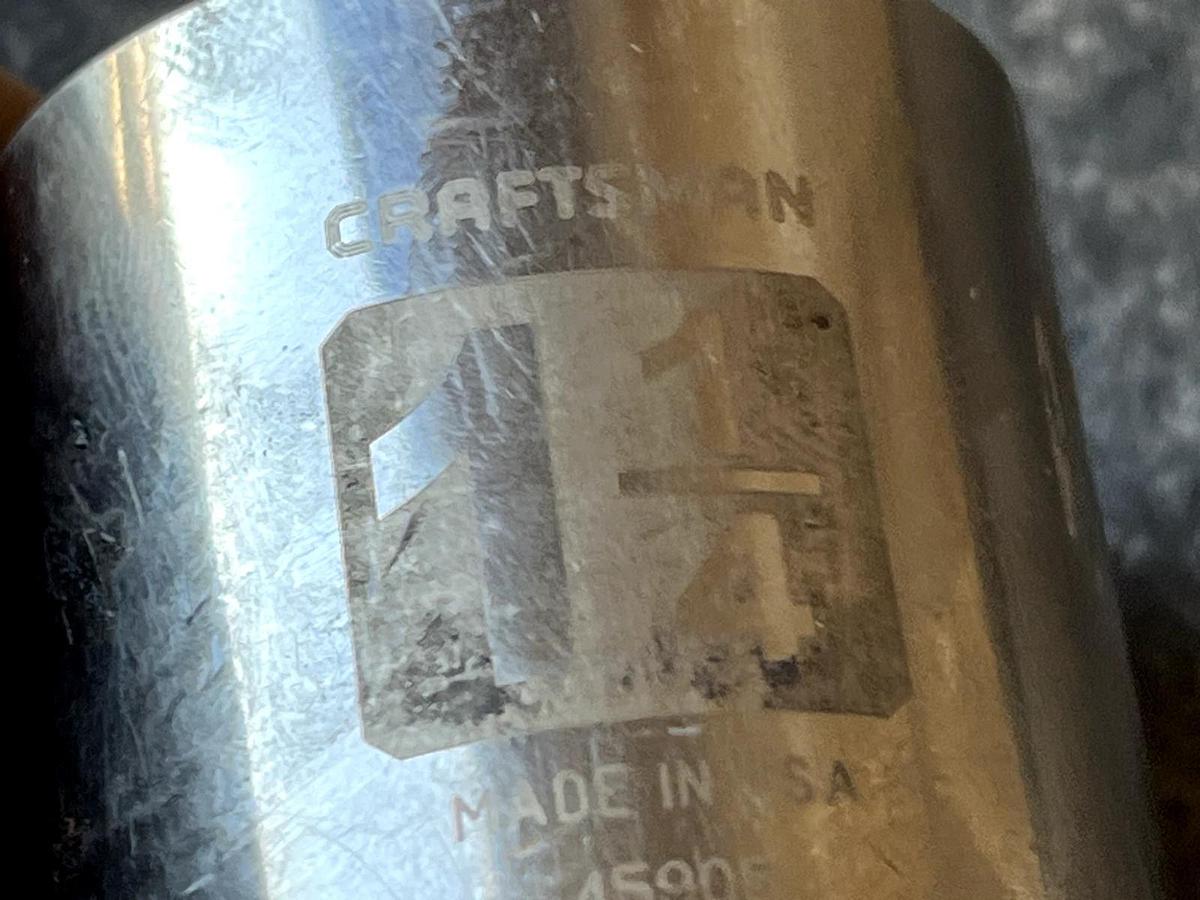 CRAFTSMAN
1 1/4
MADE IN USA